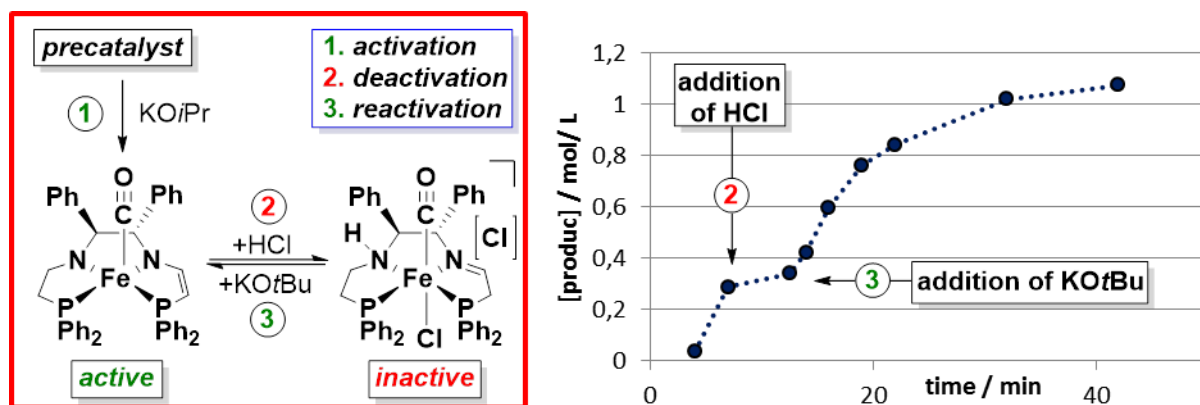 precatalyst
1. activation
2. deactivation
3. reactivation
1
KOiPr
O
C
Ph
Ph
N
N
Fe
P
P
Ph2
Ph2
active
2
+HCl
+KOtBu
3
O
C
Ph
Ph
[Cl]
H
N
N
Fe
P
P
Ph2
Ph2
Cl
inactive
[produc] / mol/ L
1,2
1
0,8
0,6
0,4
0,2
0
0
20
40
time / min
addition
of HCl
2
3
addition of KOtBu